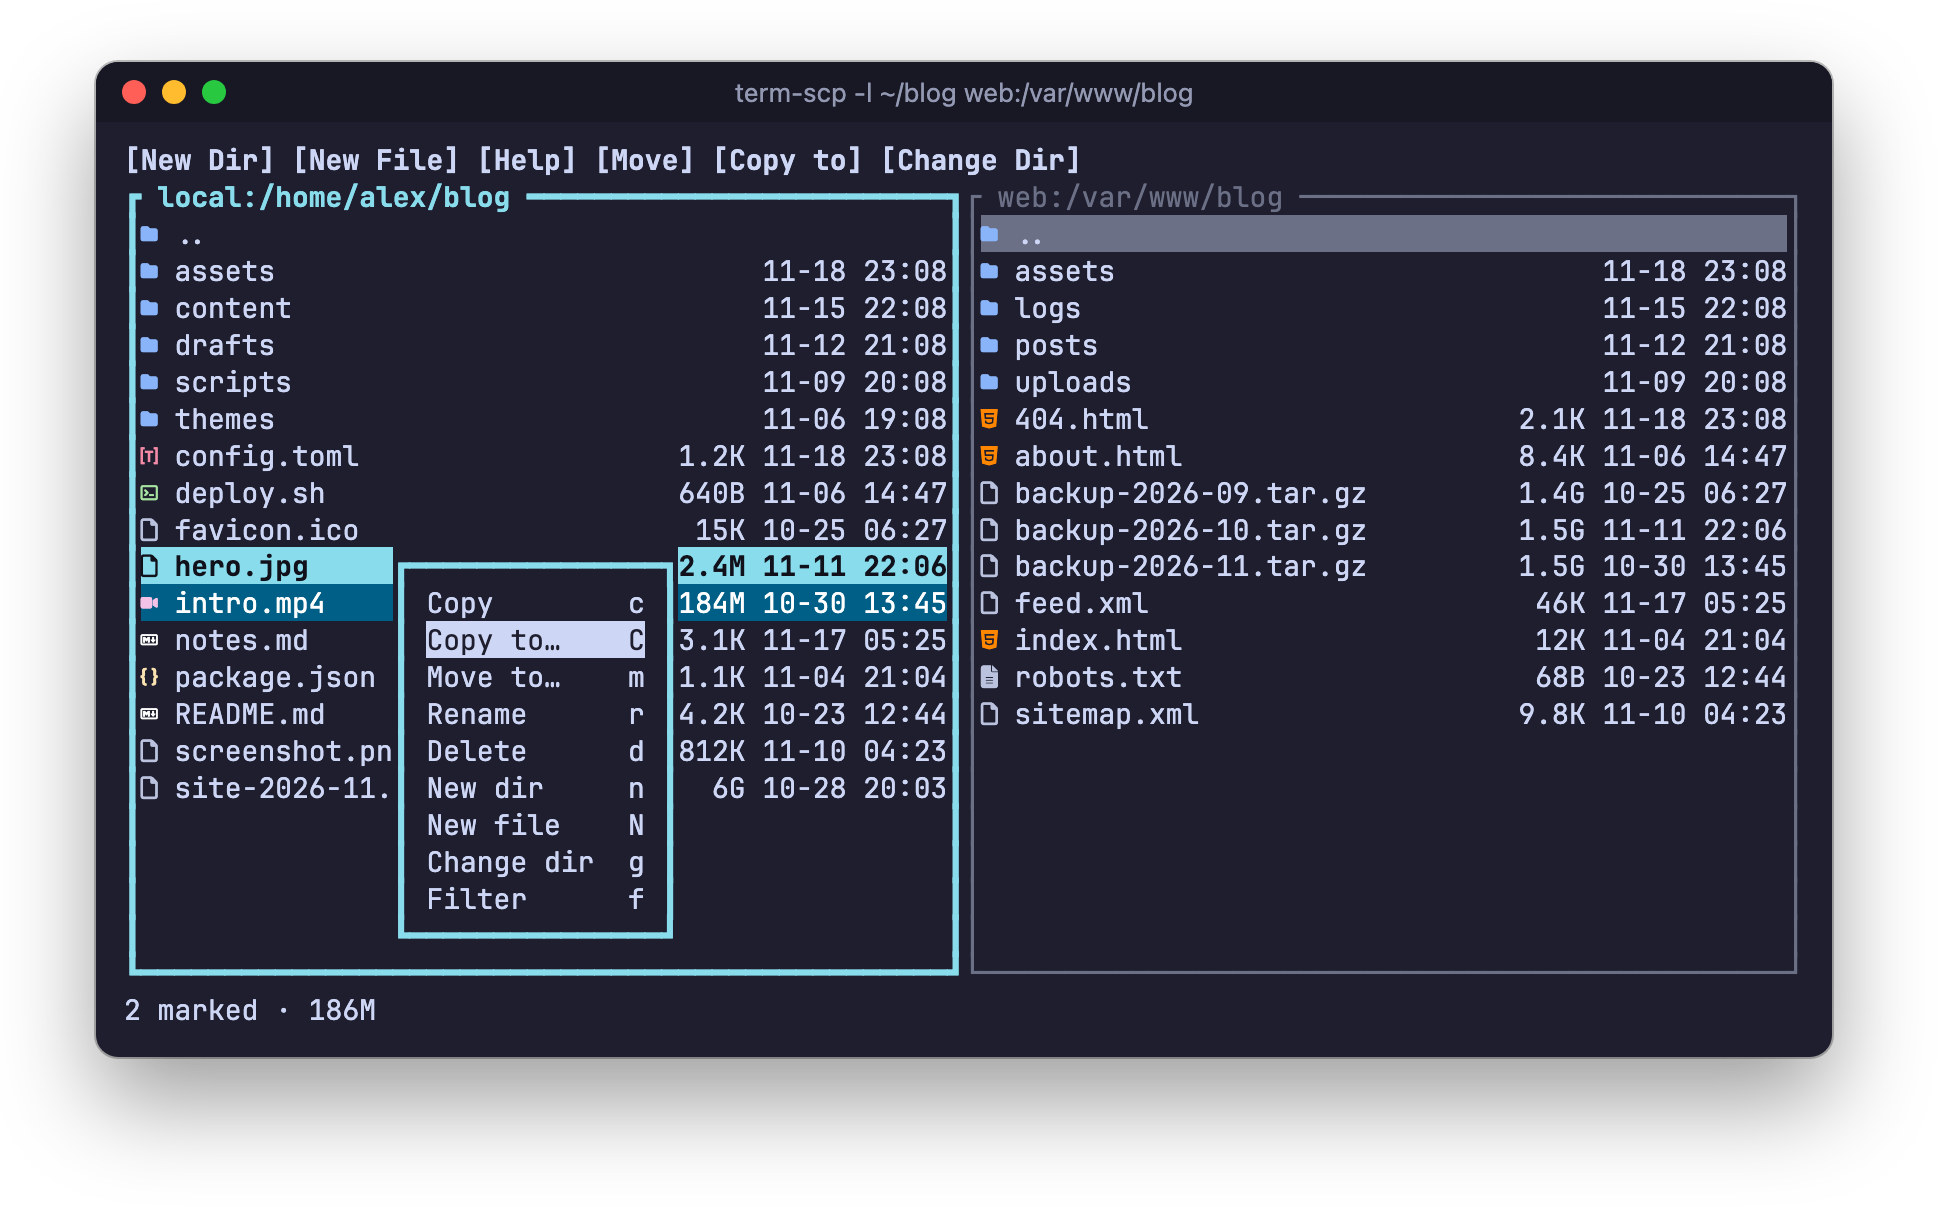 term-scp -l ~/blog web:/var/www/blog
[New Dir] [New File] [Help] [Move] [Copy to] [Change Dir]
local:/home/alex/blog
..
assets 11-18 23:08
content 11-15 22:08
drafts 11-12 21:08
scripts 11-09 20:08
themes 11-06 19:08
config.toml 1.2K 11-18 23:08
deploy.sh 640B 11-06 14:47
favicon.ico 15K 10-25 06:27
hero.jpg 2.4M 11-11 22:06
intro.mp4 184M 10-30 13:45
notes.md 3.1K 11-17 05:25
package.json 1.1K 11-04 21:04
README.md 4.2K 10-23 12:44
screenshot.pn 812K 11-10 04:23
site-2026-11. 6G 10-28 20:03
Copy c
Copy to… C
Move to… m
Rename r
Delete d
New dir n
New file N
Change dir g
Filter f
web:/var/www/blog
..
assets 11-18 23:08
logs 11-15 22:08
posts 11-12 21:08
uploads 11-09 20:08
404.html 2.1K 11-18 23:08
about.html 8.4K 11-06 14:47
backup-2026-09.tar.gz 1.4G 10-25 06:27
backup-2026-10.tar.gz 1.5G 11-11 22:06
backup-2026-11.tar.gz 1.5G 10-30 13:45
feed.xml 46K 11-17 05:25
index.html 12K 11-04 21:04
robots.txt 68B 10-23 12:44
sitemap.xml 9.8K 11-10 04:23
2 marked · 186M